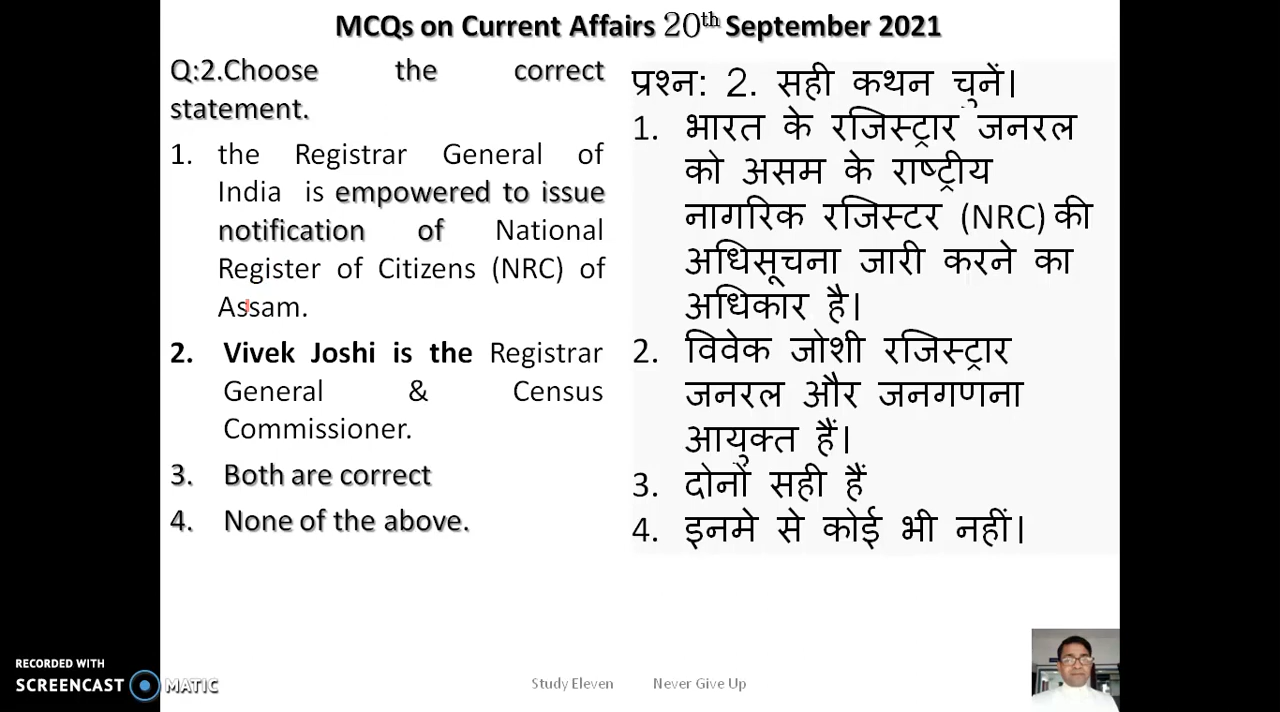 MCQs on Current Affairs 20th September 2021
Q:2.Choose the correct
statement.
1. the Registrar General of
India is empowered to issue
notification of National
Register of Citizens (NRC) of
Assam.
2. Vivek Joshi is the Registrar
General & Census
Commissioner.
3. Both are correct
4. None of the above.
प्रश्न: 2. सही कथन चुनें।
1. भारत के रजिस्ट्रार जनरल
को असम के राष्ट्रीय
नागरिक रजिस्टर (NRC) की
अधिसूचना जारी करने का
अधिकार है।
2. विवेक जोशी रजिस्ट्रार
जनरल और जनगणना
आयुक्त हैं।
3. दोनों सही हैं
4. इनमे से कोई भी नहीं।
RECORDED WITH
SCREENCAST MATIC
Study Eleven Never Give Up